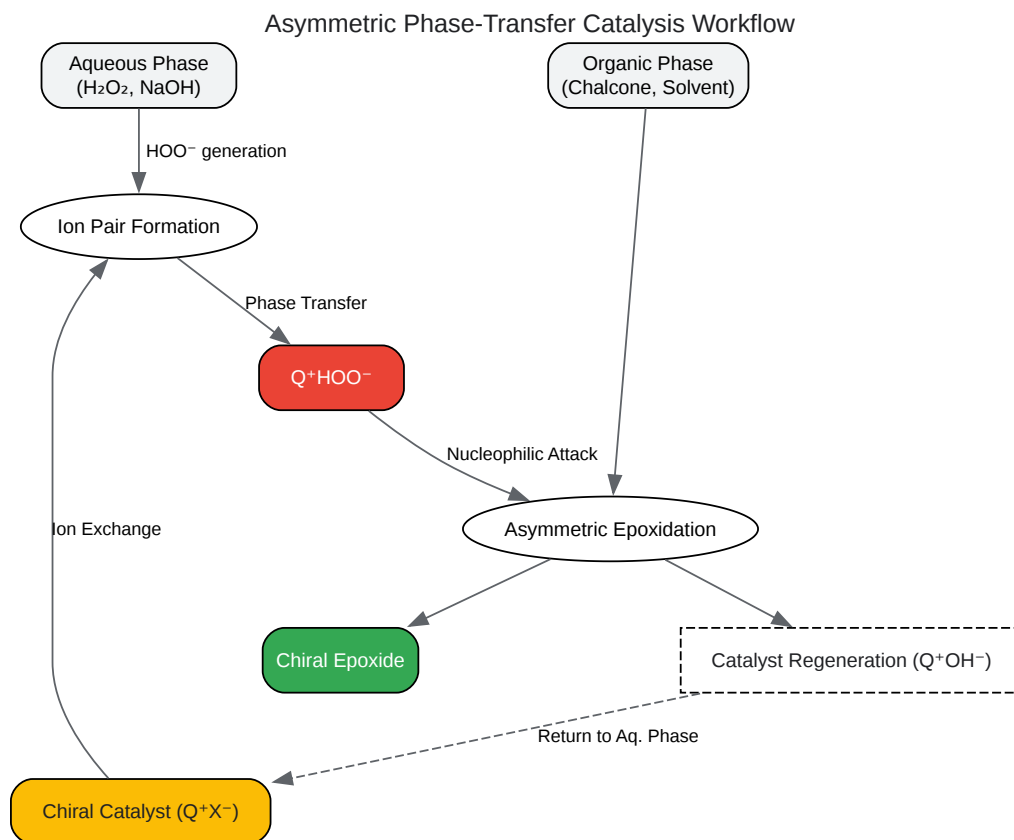 Asymmetric Phase-Transfer Catalysis Workflow
Aqueous Phase
(H₂O₂, NaOH)
Organic Phase
(Chalcone, Solvent)
HOO⁻ generation
Ion Pair Formation
Phase Transfer
Q⁺HOO⁻
Nucleophilic Attack
Ion Exchange
Asymmetric Epoxidation
Chiral Epoxide
Catalyst Regeneration (Q⁺OH⁻)
Return to Aq. Phase
Chiral Catalyst (Q⁺X⁻)